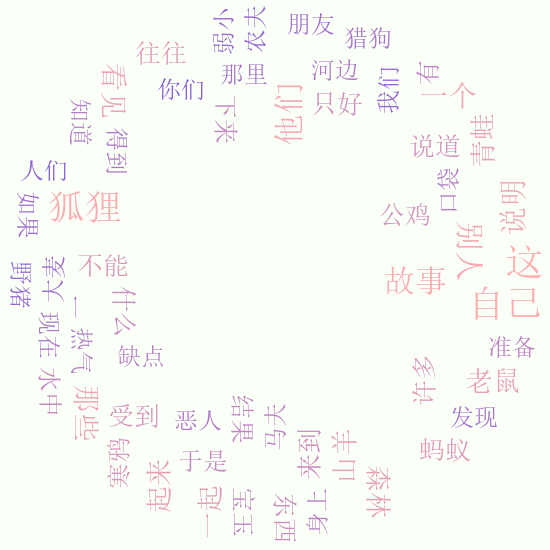 弱小
农夫
朋友
猎狗
往往
看见
你们
那里
河边
我们
有
一个
下来
他们
只好
知道
得到
说道
青蛙
人们
口袋
如果
狐狸
公鸡
说明
别人
这
野猪
大麦
不能
故事
自己
一
什么
现在
热气
缺点
准备
水中
那些
许多
老鼠
受到
恶人
发现
寒鸦
于是
马夫
来到
山羊
蚂蚁
起来
一起
东西
身上
森林